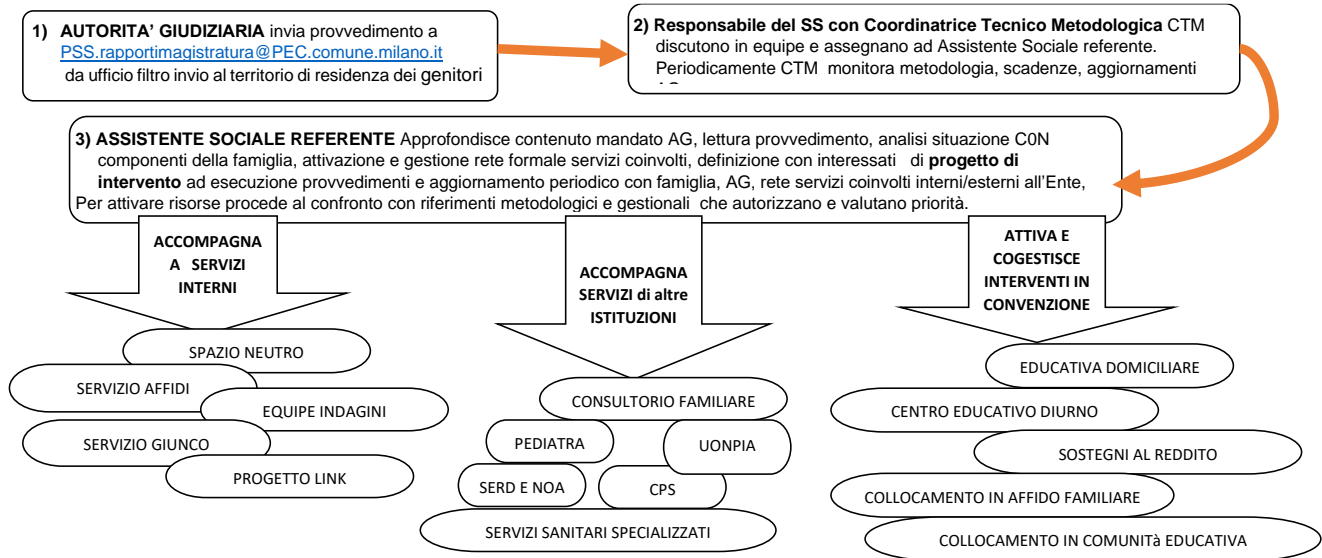 1) AUTORITA’ GIUDIZIARIA invia provvedimento a
PSS.rapportimagistratura@PEC.comune.milano.it
da ufficio filtro invio al territorio di residenza dei genitori
2) Responsabile del SS con Coordinatrice Tecnico Metodologica CTM
discutono in equipe e assegnano ad Assistente Sociale referente.
Periodicamente CTM monitora metodologia, scadenze, aggiornamenti
3) ASSISTENTE SOCIALE REFERENTE Approfondisce contenuto mandato AG, lettura provvedimento, analisi situazione C0N
componenti della famiglia, attivazione e gestione rete formale servizi coinvolti, definizione con interessati di progetto di
intervento ad esecuzione provvedimenti e aggiornamento periodico con famiglia, AG, rete servizi coinvolti interni/esterni all’Ente,
Per attivare risorse procede al confronto con riferimenti metodologici e gestionali che autorizzano e valutano priorità.
ACCOMPAGNA
A SERVIZI
INTERNI
SPAZIO NEUTRO
SERVIZIO AFFIDI
EQUIPE INDAGINI
SERVIZIO GIUNCO
PROGETTO LINK
ACCOMPAGNA
SERVIZI di altre
ISTITUZIONI
CONSULTORIO FAMILIARE
PEDIATRA
UONPIA
SERD E NOA
CPS
SERVIZI SANITARI SPECIALIZZATI
ATTIVA E
COGESTISCE
INTERVENTI IN
CONVENZIONE
EDUCATIVA DOMICILIARE
CENTRO EDUCATIVO DIURNO
SOSTEGNI AL REDDITO
COLLOCAMENTO IN AFFIDO FAMILIARE
COLLOCAMENTO IN COMUNITà EDUCATIVA